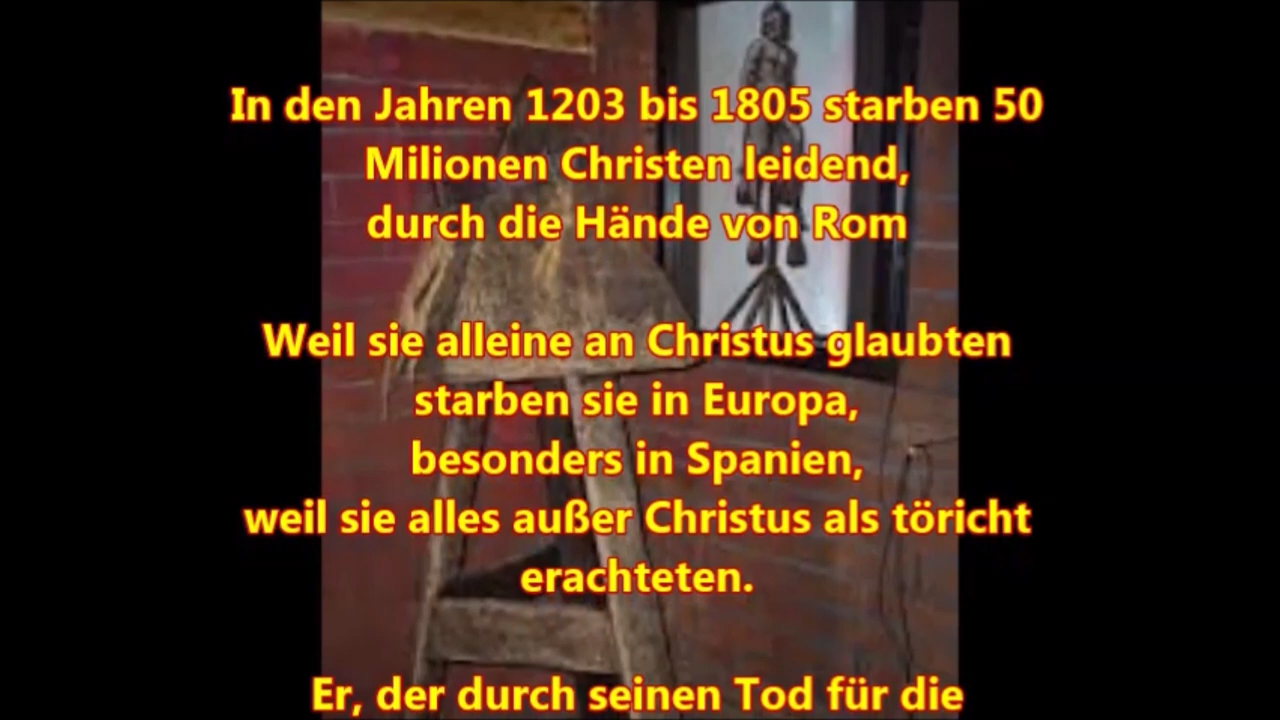 In den Jahren 1203 bis 1805 starben 50
Milionen Christen leidend,
durch die Hände von Rom
Weil sie alleine an Christus glaubten
starben sie in Europa,
besonders in Spanien,
weil sie alles außer Christus als töricht
erachteten.
Er, der durch seinen Tod für die